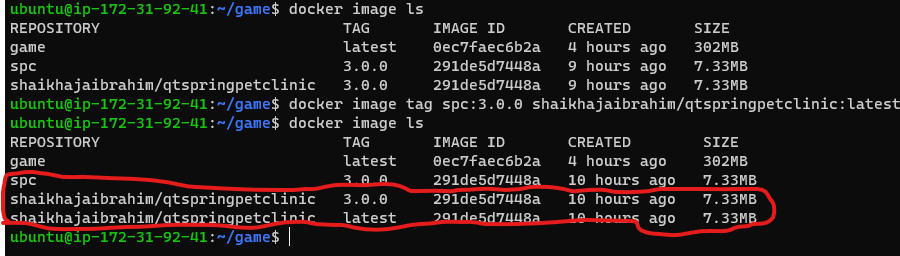 ubuntu@ip-172-31-92-41:~/game$ docker image ls
REPOSITORY TAG IMAGE ID CREATED SIZE
game latest 0ec7faec6b2a 4 hours ago 302MB
spc 3.0.0 291de5d7448a 9 hours ago 7.33MB
shaikhajaibrahim/qtspringpetclinic 3.0.0 291de5d7448a 9 hours ago 7.33MB
ubuntu@ip-172-31-92-41:~/game$ docker image tag spc:3.0.0 shaikhajaibrahim/qtspringpetclinic:latest
ubuntu@ip-172-31-92-41:~/game$ docker image ls
REPOSITORY TAG IMAGE ID CREATED SIZE
game latest 0ec7faec6b2a 4 hours ago 302MB
spc 3.0.0 291de5d7448a 10 hours ago 7.33MB
shaikhajaibrahim/qtspringpetclinic 3.0.0 291de5d7448a 10 hours ago 7.33MB
shaikhajaibrahim/qtspringpetclinic latest 291de5d7448a 10 hours ago 7.33MB
ubuntu@ip-172-31-92-41:~/game$